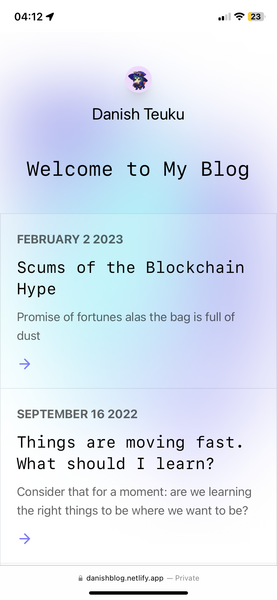 04:12
23
Danish Teuku
Welcome to My Blog
FEBRUARY 2 2023
Scums of the Blockchain
Hype
Promise of fortunes alas the bag is full of
dust
SEPTEMBER 16 2022
Things are moving fast.
What should I learn?
Consider that for a moment: are we learning
the right things to be where we want to be?
danishblog.netlify.app — Private